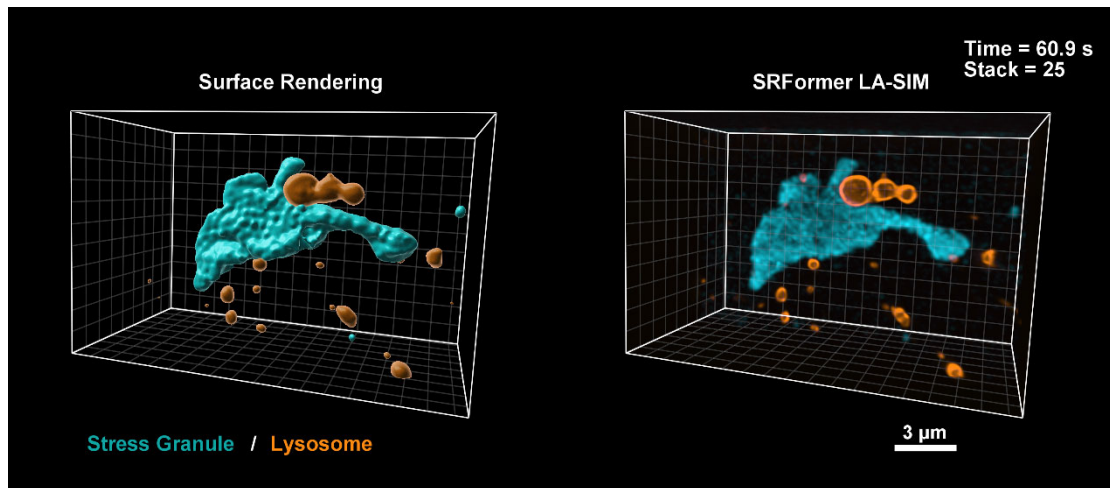 Time = 60.9 s
Stack = 25
Surface Rendering
SRFormer LA-SIM
Stress Granule / Lysosome
3 µm